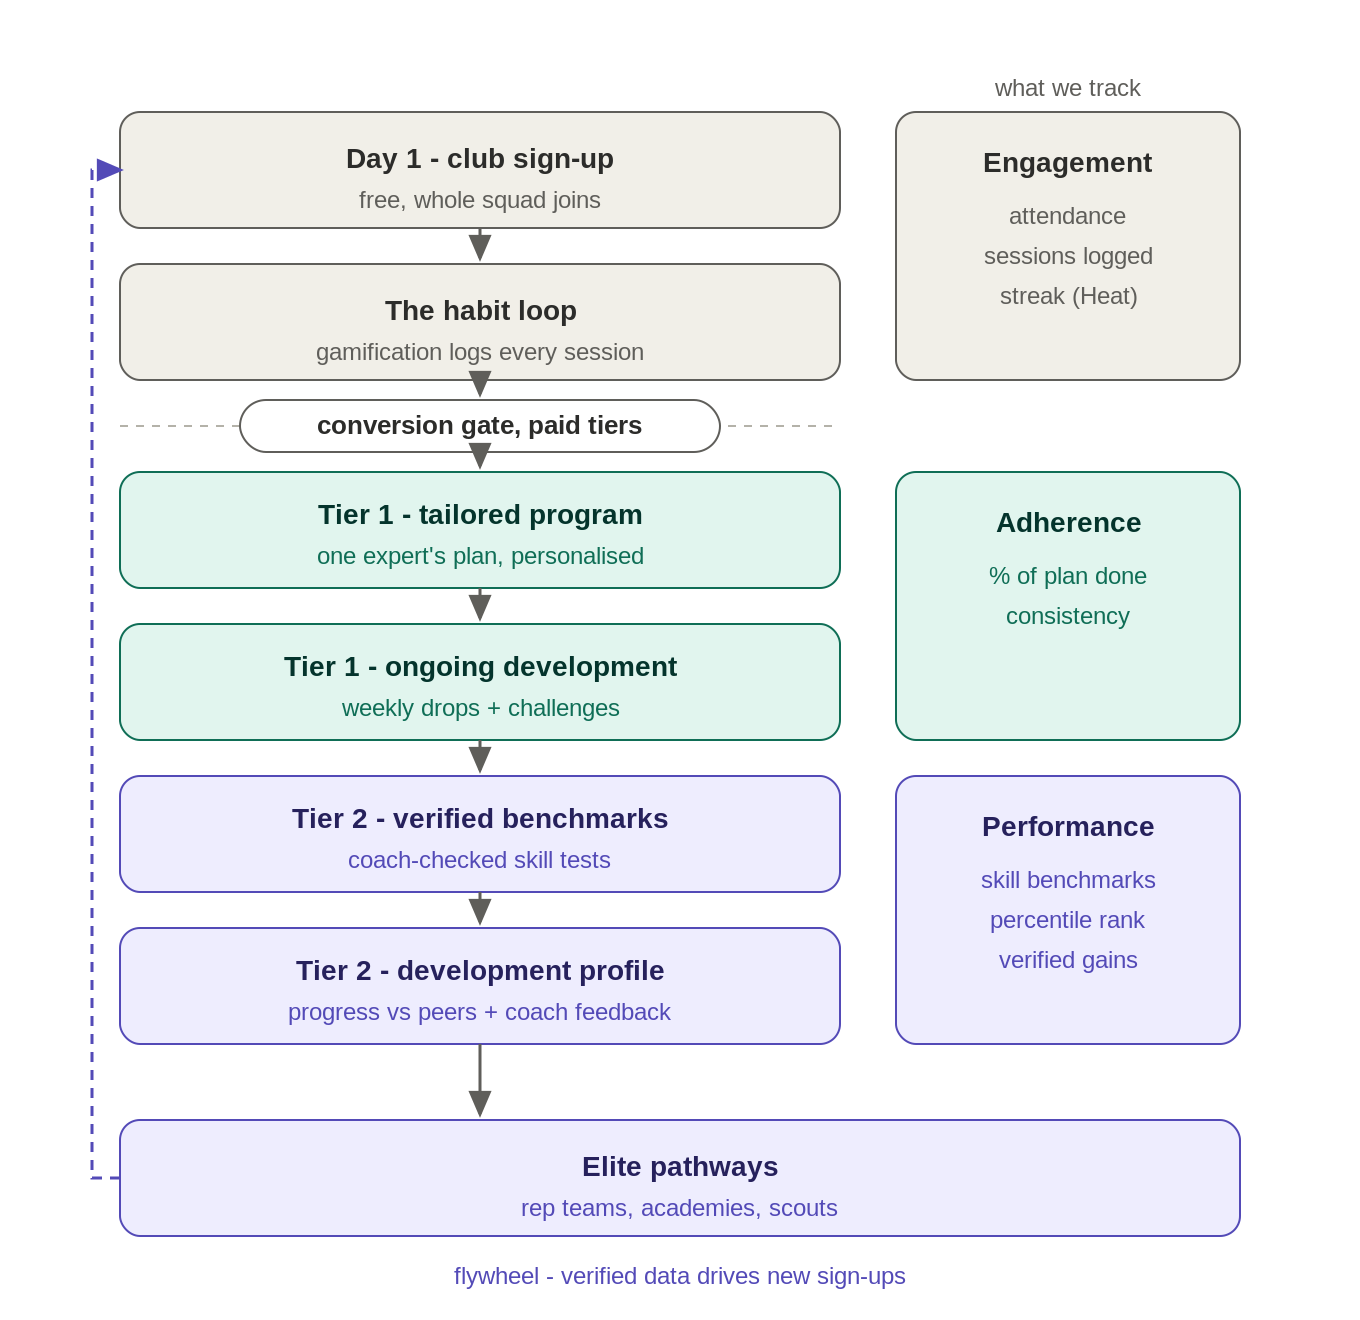 what we track
Day 1 - club sign-up
free, whole squad joins
Engagement
attendance
sessions logged
streak (Heat)
The habit loop
gamification logs every session
conversion gate, paid tiers
Tier 1 - tailored program
one expert's plan, personalised
Adherence
% of plan done
consistency
Tier 1 - ongoing development
weekly drops + challenges
Tier 2 - verified benchmarks
coach-checked skill tests
Performance
skill benchmarks
percentile rank
verified gains
Tier 2 - development profile
progress vs peers + coach feedback
Elite pathways
rep teams, academies, scouts
flywheel - verified data drives new sign-ups